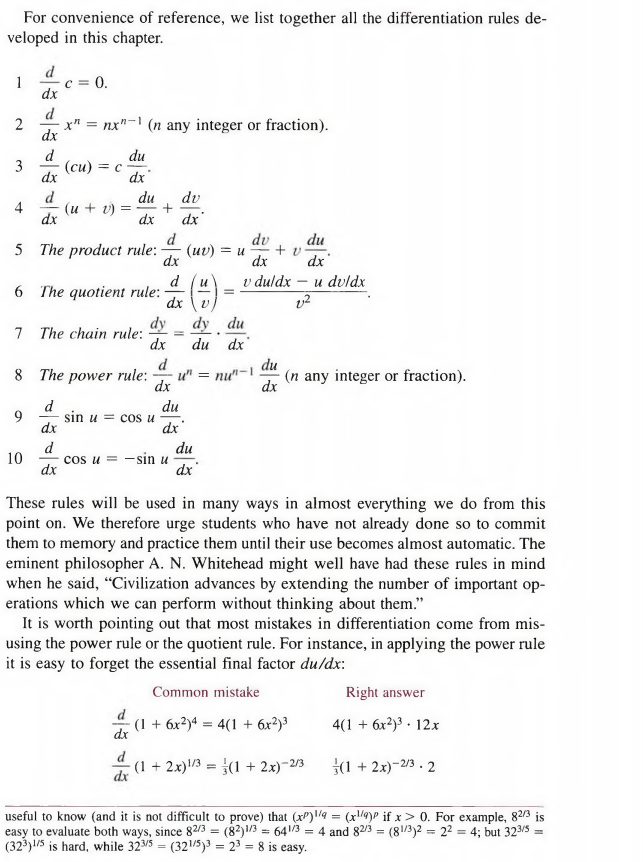 For convenience of reference, we list together all the differentiation rules de-
veloped in this chapter.
1 d/dx c = 0.
2 d/dx xⁿ = nxⁿ⁻¹ (n any integer or fraction).
3 d/dx (cu) = c du/dx.
4 d/dx (u + v) = du/dx + dv/dx.
5 The product rule: d/dx (uv) = u dv/dx + v du/dx.
6 The quotient rule: d/dx (u/v) = (v du/dx − u dv/dx)/v².
7 The chain rule: dy/dx = dy/du · du/dx.
8 The power rule: d/dx uⁿ = nuⁿ⁻¹ du/dx (n any integer or fraction).
9 d/dx sin u = cos u du/dx.
10 d/dx cos u = −sin u du/dx.
These rules will be used in many ways in almost everything we do from this
point on. We therefore urge students who have not already done so to commit
them to memory and practice them until their use becomes almost automatic. The
eminent philosopher A. N. Whitehead might well have had these rules in mind
when he said, “Civilization advances by extending the number of important op-
erations which we can perform without thinking about them.”
It is worth pointing out that most mistakes in differentiation come from mis-
using the power rule or the quotient rule. For instance, in applying the power rule
it is easy to forget the essential final factor du/dx:
Common mistake Right answer
d/dx (1 + 6x²)⁴ = 4(1 + 6x²)³ 4(1 + 6x²)³ · 12x
d/dx (1 + 2x)^1/3 = ⅓(1 + 2x)^−2/3 ⅓(1 + 2x)^−2/3 · 2
useful to know (and it is not difficult to prove) that (x^p)^1/q = (x^1/q)^p if x > 0. For example, 8^2/3 is
easy to evaluate both ways, since 8^2/3 = (8²)^1/3 = 64^1/3 = 4 and 8^2/3 = (8^1/3)² = 2² = 4; but 32^3/5 =
(32³)^1/5 is hard, while 32^3/5 = (32^1/5)³ = 2³ = 8 is easy.